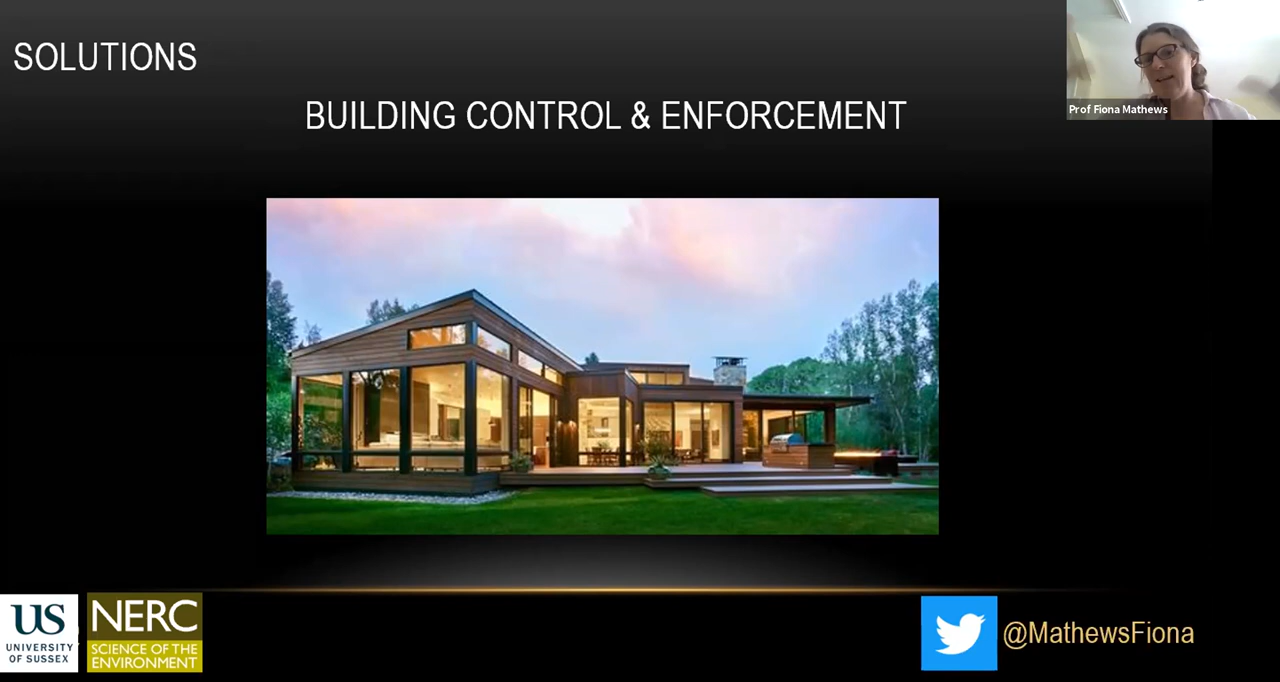 SOLUTIONS
BUILDING CONTROL & ENFORCEMENT
Prof Fiona Mathews
US
UNIVERSITY
OF SUSSEX
NERC
SCIENCE OF THE
ENVIRONMENT
@MathewsFiona